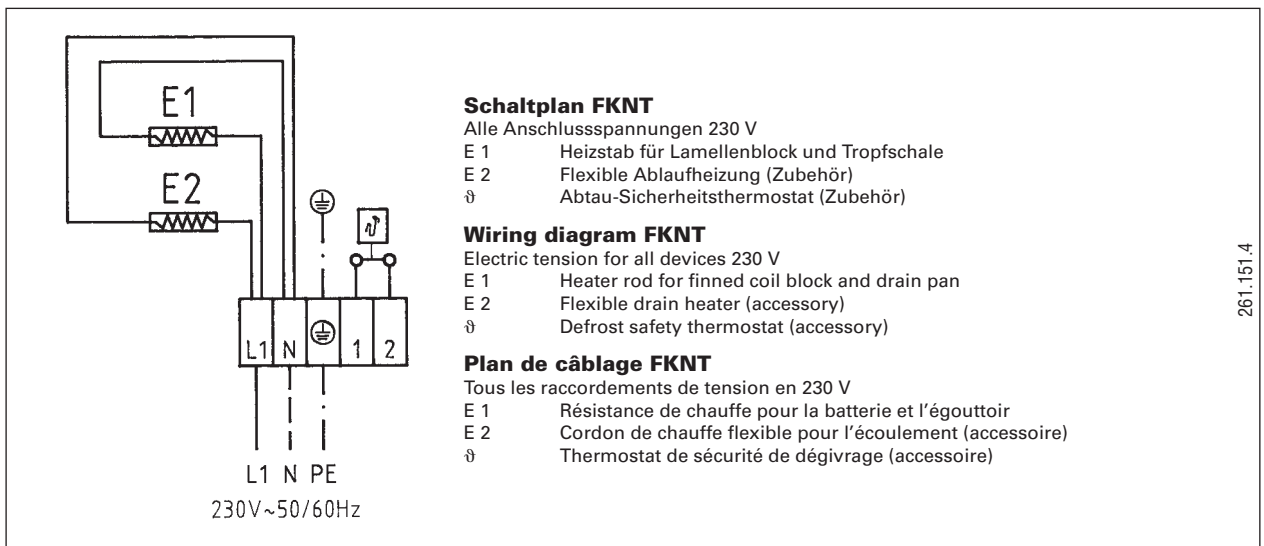 E1
E2
ϑ
L1 N 1 2
L1 N PE
230V~50/60Hz
Schaltplan FKNT
Alle Anschlussspannungen 230 V
E 1 Heizstab für Lamellenblock und Tropfschale
E 2 Flexible Ablaufheizung (Zubehör)
ϑ Abtau-Sicherheitsthermostat (Zubehör)
Wiring diagram FKNT
Electric tension for all devices 230 V
E 1 Heater rod for finned coil block and drain pan
E 2 Flexible drain heater (accessory)
ϑ Defrost safety thermostat (accessory)
Plan de câblage FKNT
Tous les raccordements de tension en 230 V
E 1 Résistance de chauffe pour la batterie et l’égouttoir
E 2 Cordon de chauffe flexible pour l’écoulement (accessoire)
ϑ Thermostat de sécurité de dégivrage (accessoire)
261.151.4